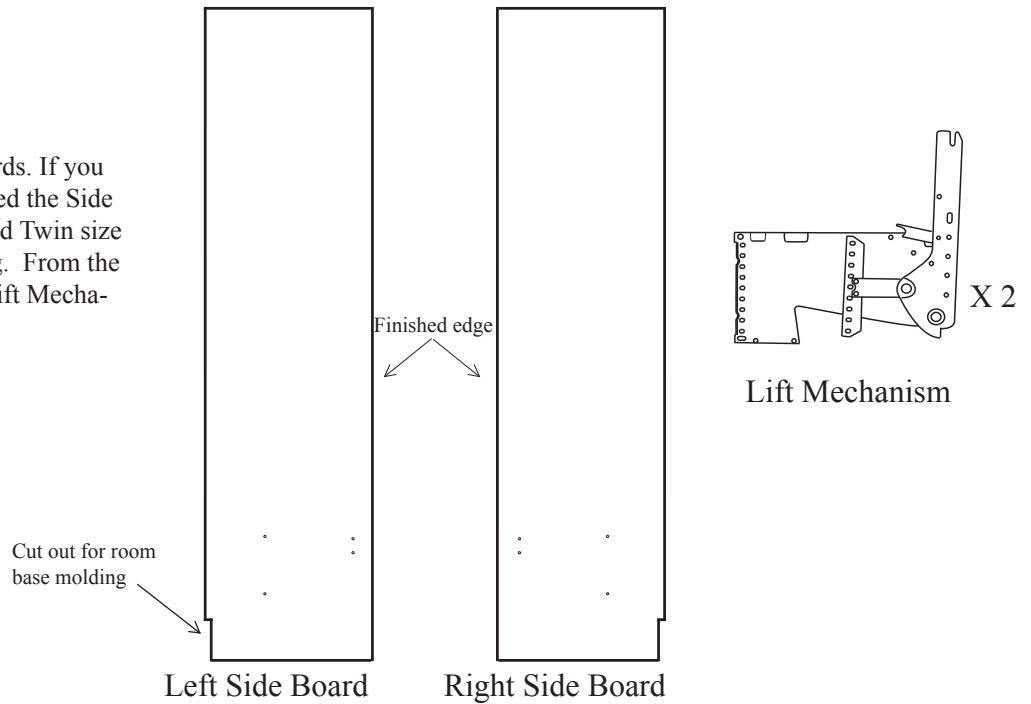 rds. If you
ed the Side
d Twin size
g. From the
ift Mecha-
Finished edge
X 2
Lift Mechanism
Cut out for room
base molding
Left Side Board
Right Side Board